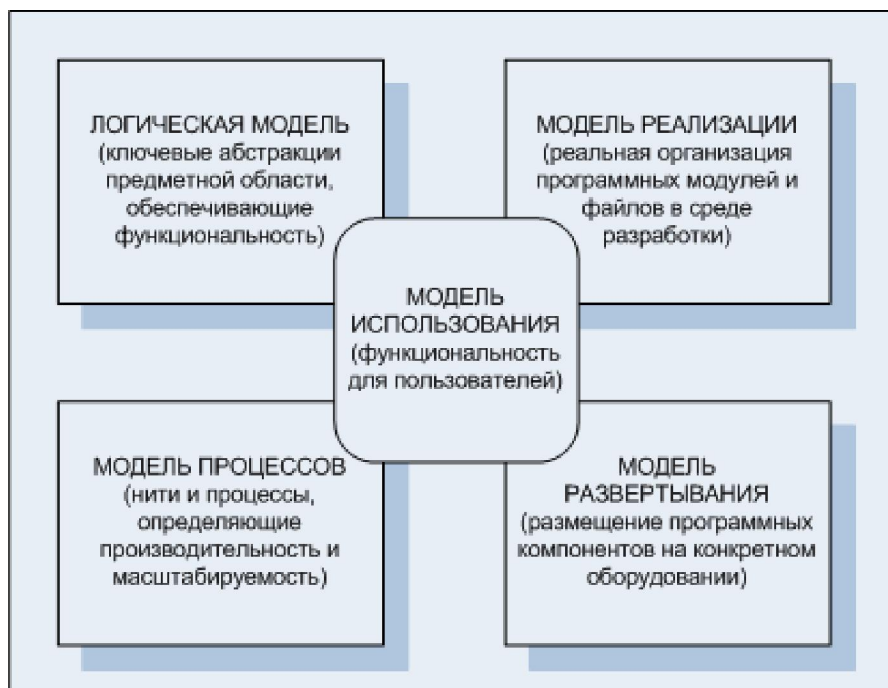 ЛОГИЧЕСКАЯ МОДЕЛЬ
(ключевые абстракции
предметной области,
обеспечивающие
функциональность)
МОДЕЛЬ РЕАЛИЗАЦИИ
(реальная организация
программных модулей и
файлов в среде
разработки)
МОДЕЛЬ
ИСПОЛЬЗОВАНИЯ
(функциональность
для пользователей)
МОДЕЛЬ ПРОЦЕССОВ
(нити и процессы,
определяющие
производительность и
масштабируемость)
МОДЕЛЬ
РАЗВЕРТЫВАНИЯ
(размещение программных
компонентов на конкретном
оборудовании)